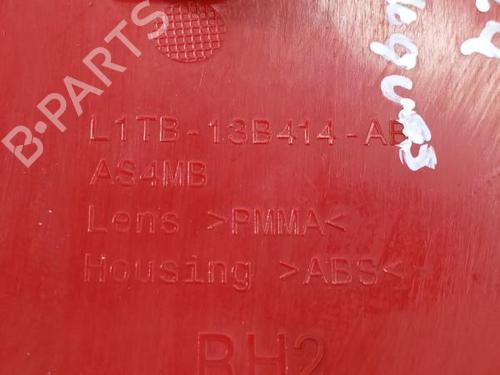 B-PARTS
L1TB-13B414-AB
AS4MB
Lens >PMMA<
Housing >ABS<
RH2